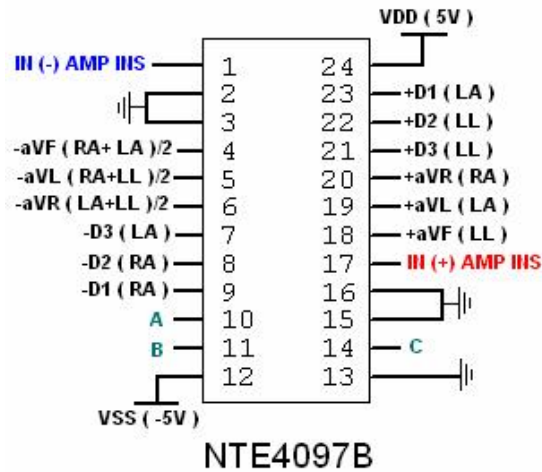 VDD ( 5V )
IN (-) AMP INS 1 24
2 23 +D1 ( LA )
3 22 +D2 ( LL )
-aVF ( RA+ LA )/2 4 21 +D3 ( LL )
-aVL ( RA+LL )/2 5 20 +aVR ( RA )
-aVR ( LA+LL )/2 6 19 +aVL ( LA )
-D3 ( LA ) 7 18 +aVF ( LL )
-D2 ( RA ) 8 17 IN (+) AMP INS
-D1 ( RA ) 9 16
A 10 15
B 11 14 C
12 13
VSS ( -5V )
NTE4097B